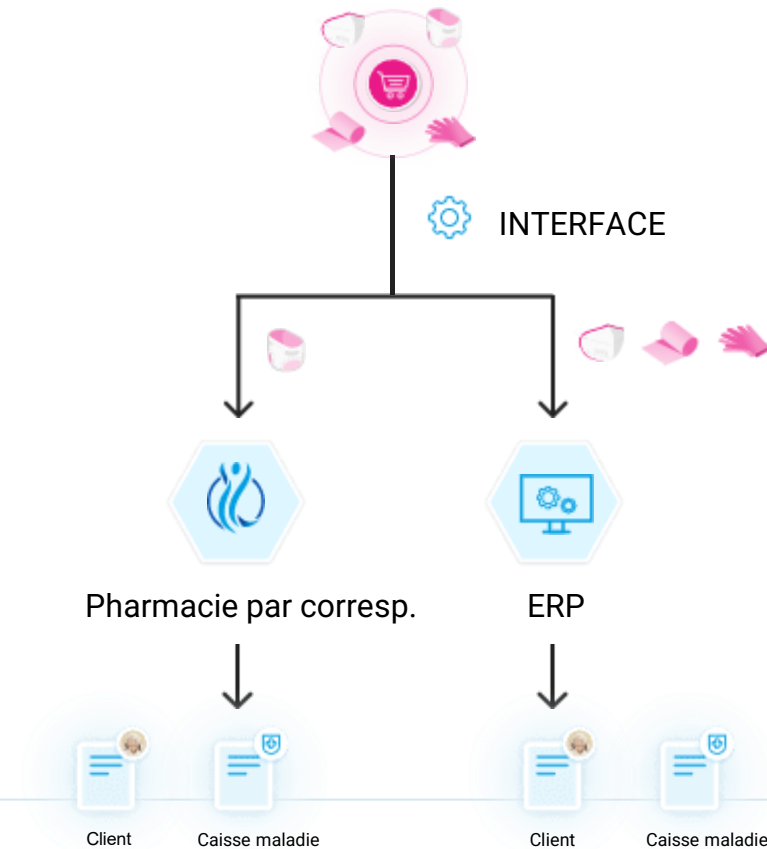 INTERFACE
Pharmacie par corresp.
ERP
Client
Caisse maladie
Client
Caisse maladie